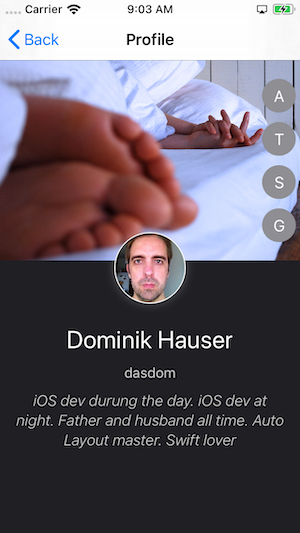 Carrier 9:03 AM
Back Profile
A
T
S
G
Dominik Hauser
dasdom
iOS dev durung the day. iOS dev at
night. Father and husband all time. Auto
Layout master. Swift lover